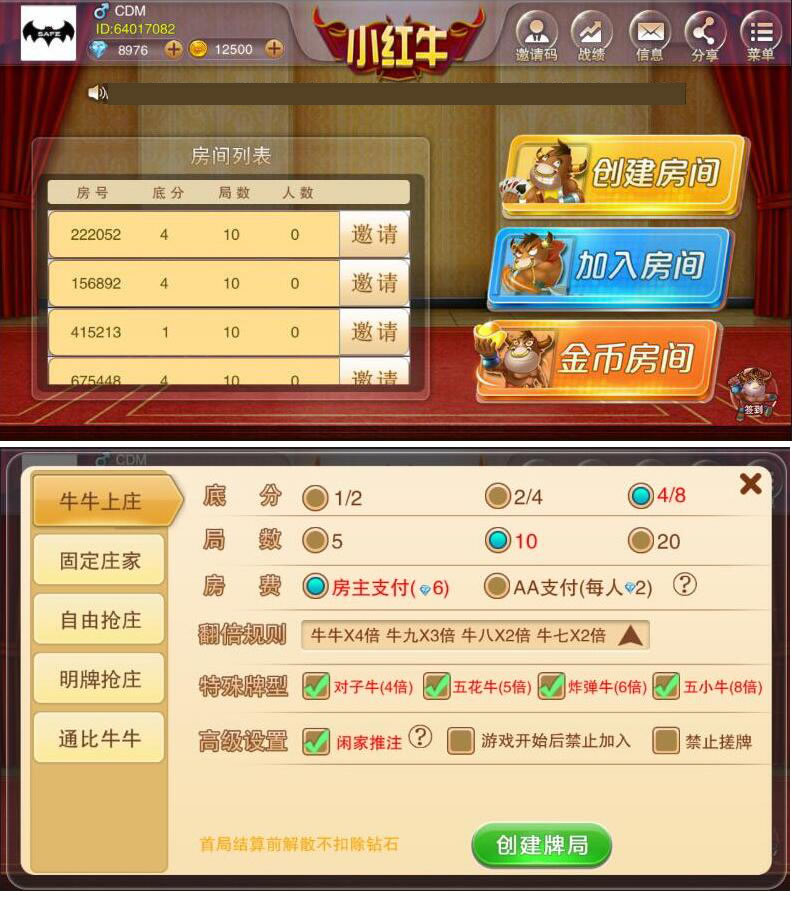 SAFE
CDM
ID:64017082
8976 12500
小红牛
邀请码 战绩 信息 分享 菜单
房间列表
房号 底分 局数 人数
222052 4 10 0 邀请
156892 4 10 0 邀请
415213 1 10 0 邀请
675448 4 10 0 邀请
创建房间
加入房间
金币房间
签到
CDM
牛牛上庄
固定庄家
自由抢庄
明牌抢庄
通比牛牛
底分 1/2 2/4 4/8
局数 5 10 20
房费 房主支付(6) AA支付(每人2) ?
翻倍规则 牛牛X4倍 牛九X3倍 牛八X2倍 牛七X2倍
特殊牌型 对子牛(4倍) 五花牛(5倍) 炸弹牛(6倍) 五小牛(8倍)
高级设置 闲家推注 ? 游戏开始后禁止加入 禁止搓牌
首局结算前解散不扣除钻石
创建牌局